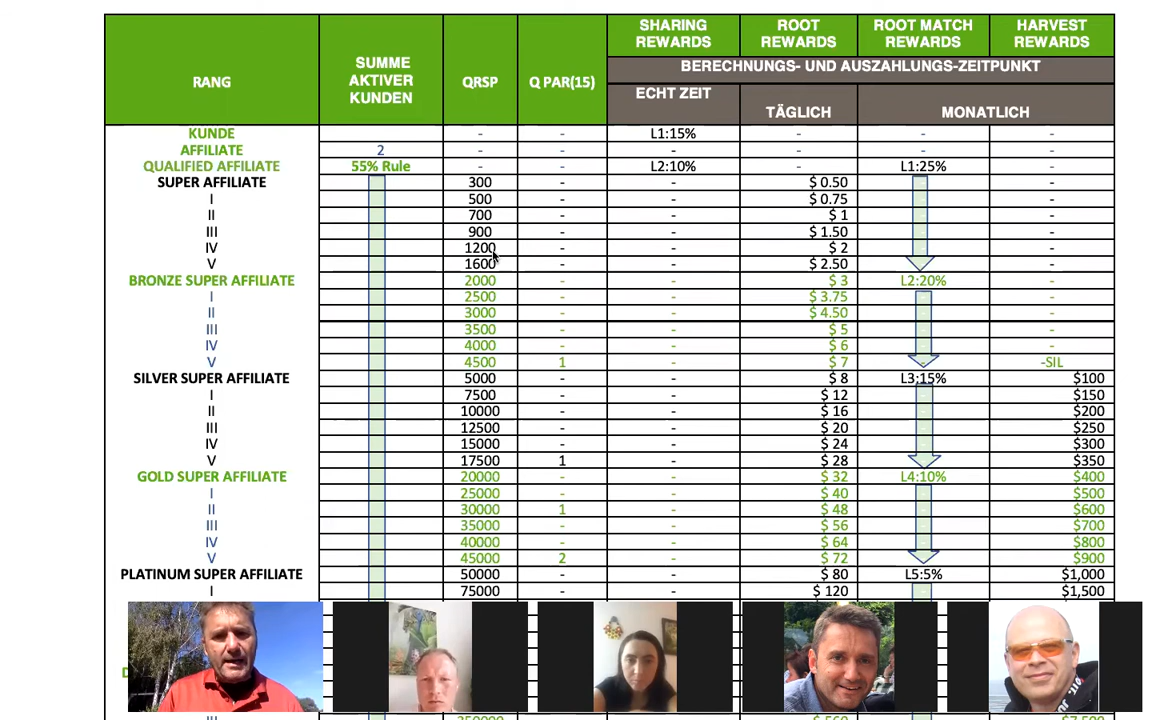 RANG SUMME AKTIVER KUNDEN QRSP Q PAR(15) SHARING REWARDS ROOT REWARDS ROOT MATCH REWARDS HARVEST REWARDS
BERECHNUNGS- UND AUSZAHLUNGS-ZEITPUNKT
ECHT ZEIT TÄGLICH MONATLICH
KUNDE - - L1:15% - - -
AFFILIATE 2 - - - - - -
QUALIFIED AFFILIATE 55% Rule - - L2:10% - L1:25% -
SUPER AFFILIATE 300 - - $ 0.50 - -
I 500 - - $ 0.75 - -
II 700 - - $ 1 - -
III 900 - - $ 1.50 - -
IV 1200 - - $ 2 - -
V 1600 - - $ 2.50 -
BRONZE SUPER AFFILIATE 2000 - - $ 3 L2:20% -
I 2500 - - $ 3.75 - -
II 3000 - - $ 4.50 - -
III 3500 - - $ 5 - -
IV 4000 - - $ 6 - -
V 4500 1 - $ 7 - -SIL
SILVER SUPER AFFILIATE 5000 - - $ 8 L3:15% $100
I 7500 - - $ 12 - $150
II 10000 - - $ 16 - $200
III 12500 - - $ 20 - $250
IV 15000 - - $ 24 - $300
V 17500 1 - $ 28 - $350
GOLD SUPER AFFILIATE 20000 - - $ 32 L4:10% $400
I 25000 - - $ 40 - $500
II 30000 1 - $ 48 - $600
III 35000 - - $ 56 - $700
IV 40000 - - $ 64 - $800
V 45000 2 - $ 72 - $900
PLATINUM SUPER AFFILIATE 50000 - - $ 80 L5:5% $1,000
I 75000 - - $ 120 $1,500